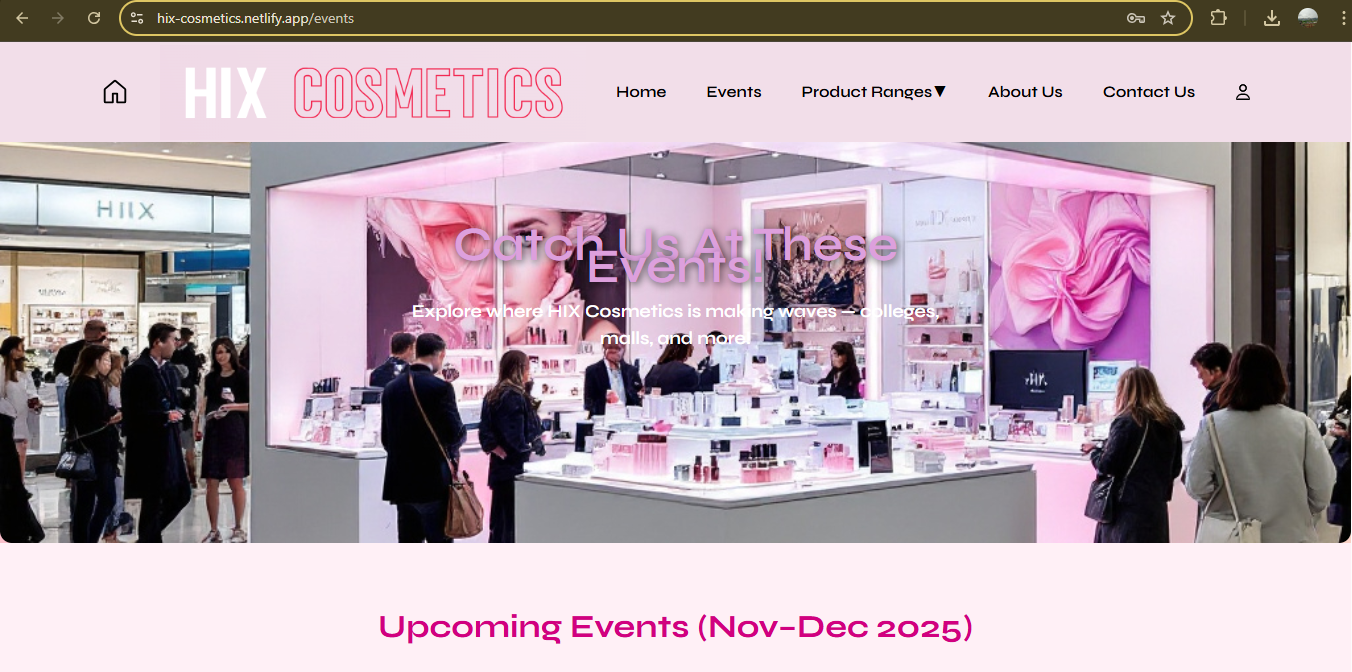 hix-cosmetics.netlify.app/events
HIX COSMETICS
Home Events Product Ranges▼ About Us Contact Us
HIIX
Catch Us At These
Events!
Explore where HIX Cosmetics is making waves — colleges,
malls, and more!
Upcoming Events (Nov–Dec 2025)